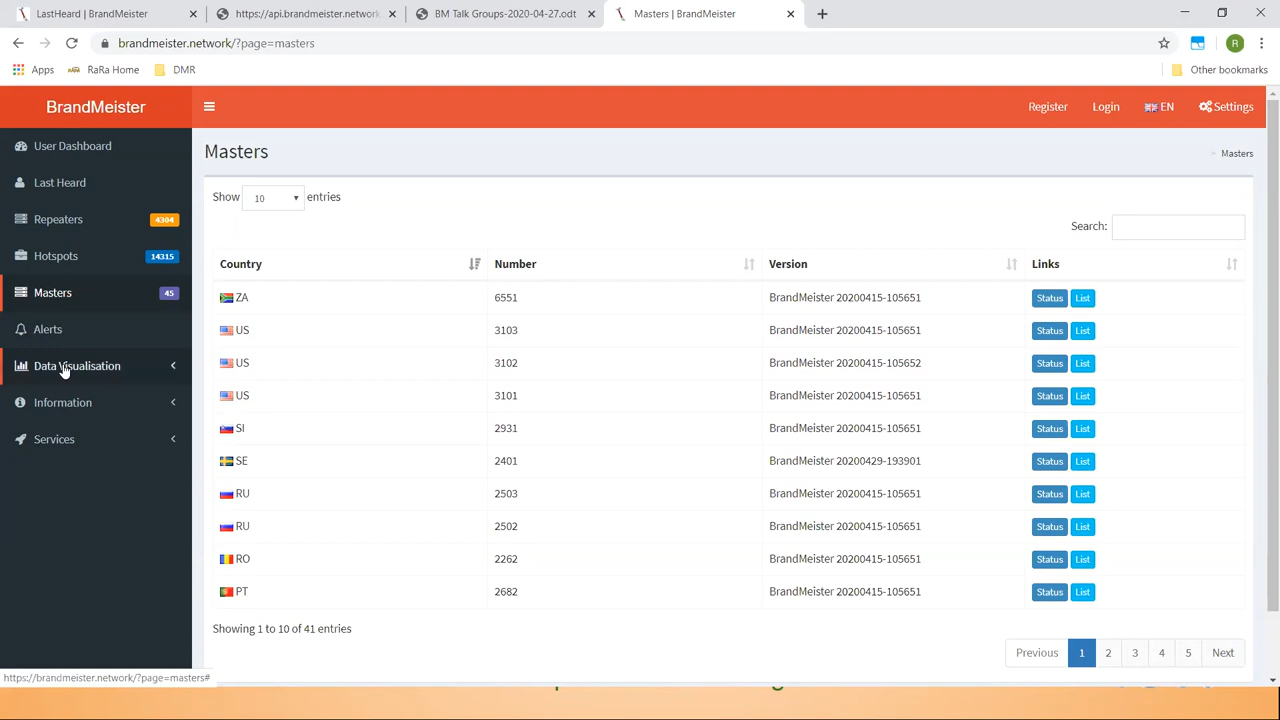 LastHeard | BrandMeister
https://api.brandmeister.network
BM Talk Groups-2020-04-27.odt
Masters | BrandMeister
brandmeister.network/?page=masters
R
Apps
RaRa Home
DMR
Other bookmarks
BrandMeister
Register
Login
EN
Settings
User Dashboard
Last Heard
Repeaters 4304
Hotspots 14315
Masters 45
Alerts
Data Visualisation
Information
Services
Masters
Masters
Show 10 entries
Search:
Country Number Version Links
ZA 6551 BrandMeister 20200415-105651 Status List
US 3103 BrandMeister 20200415-105651 Status List
US 3102 BrandMeister 20200415-105652 Status List
US 3101 BrandMeister 20200415-105651 Status List
SI 2931 BrandMeister 20200415-105651 Status List
SE 2401 BrandMeister 20200429-193901 Status List
RU 2503 BrandMeister 20200415-105651 Status List
RU 2502 BrandMeister 20200415-105651 Status List
RO 2262 BrandMeister 20200415-105651 Status List
PT 2682 BrandMeister 20200415-105651 Status List
Showing 1 to 10 of 41 entries
Previous 1 2 3 4 5 Next
https://brandmeister.network/?page=masters#